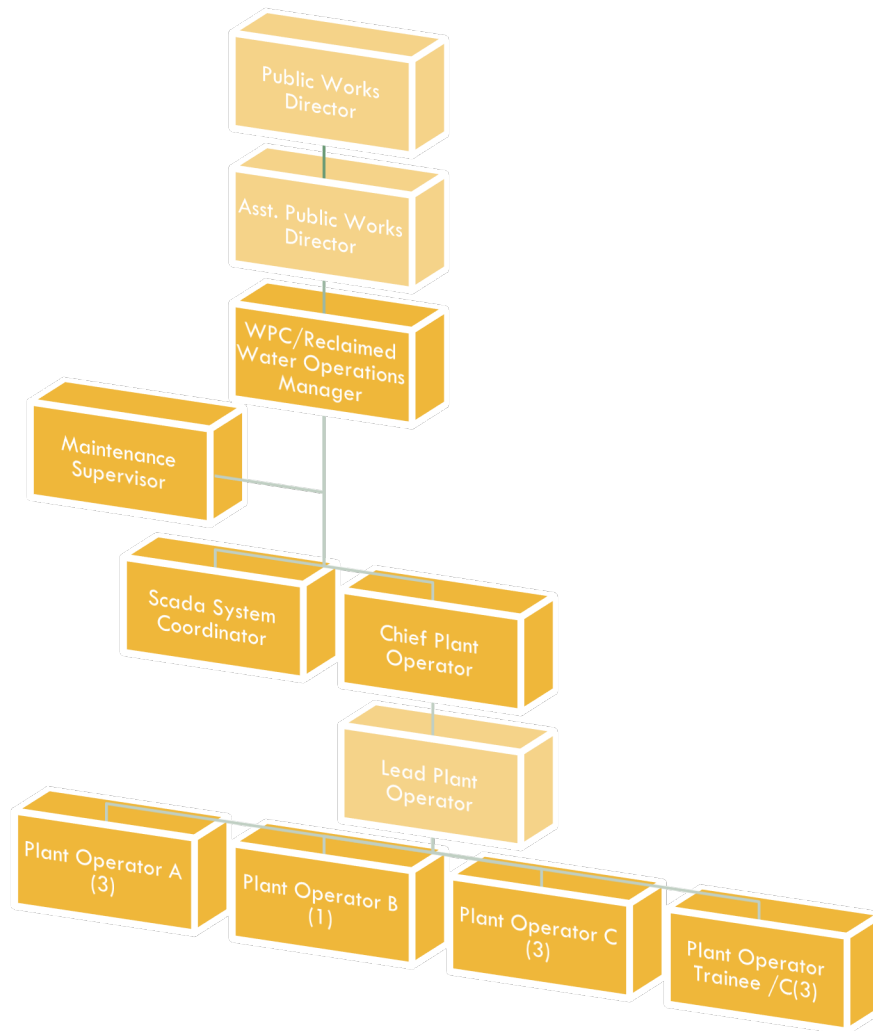 Public Works
Director
Asst. Public Works
Director
WPC/Reclaimed
Water Operations
Manager
Maintenance
Supervisor
Scada System
Coordinator
Chief Plant
Operator
Lead Plant
Operator
Plant Operator A
(3)
Plant Operator B
(1)
Plant Operator C
(3)
Plant Operator
Trainee /C(3)